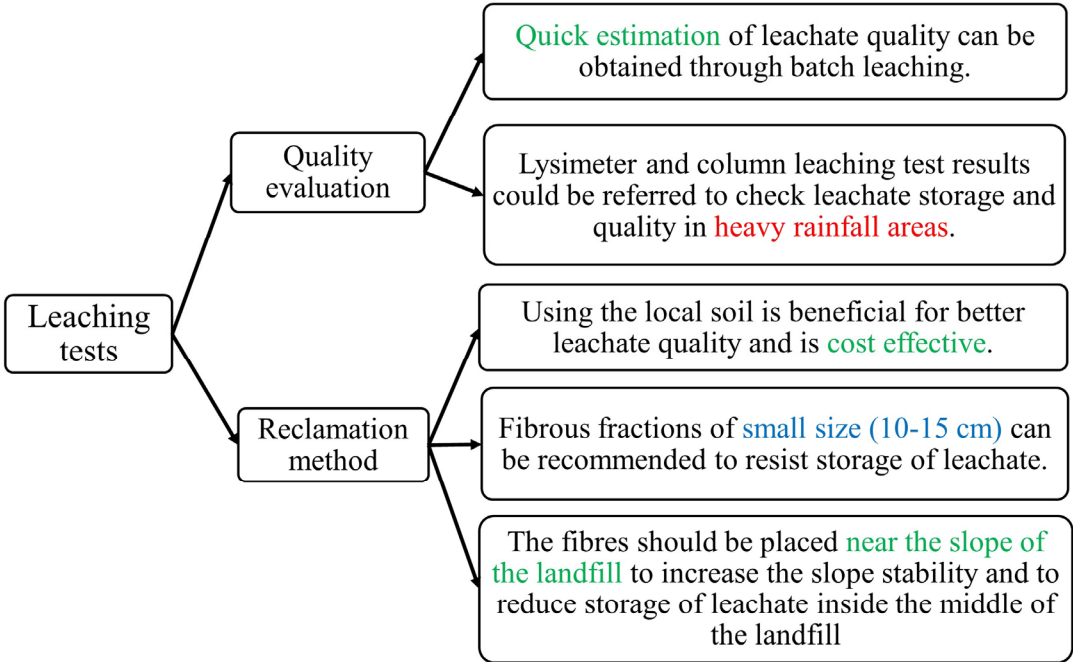 Leaching
tests
Quality
evaluation
Quick estimation of leachate quality can be
obtained through batch leaching.
Lysimeter and column leaching test results
could be referred to check leachate storage and
quality in heavy rainfall areas.
Reclamation
method
Using the local soil is beneficial for better
leachate quality and is cost effective.
Fibrous fractions of small size (10-15 cm) can
be recommended to resist storage of leachate.
The fibres should be placed near the slope of
the landfill to increase the slope stability and to
reduce storage of leachate inside the middle of
the landfill